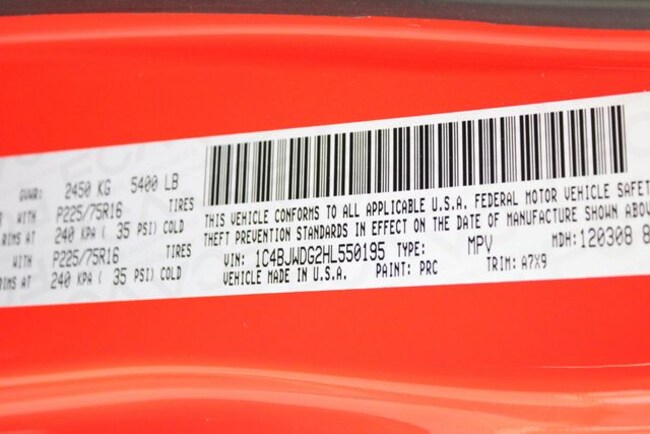 GVWR: 2450 KG 5400 LB
WITH P225/75R16 TIRES
RIMS AT 240 KPA ( 35 PSI) COLD
WITH P225/75R16 TIRES
RIMS AT 240 KPA ( 35 PSI) COLD
THIS VEHICLE CONFORMS TO ALL APPLICABLE U.S.A. FEDERAL MOTOR VEHICLE SAFET
THEFT PREVENTION STANDARDS IN EFFECT ON THE DATE OF MANUFACTURE SHOWN ABOV
VIN: 1C4BJWDG2HL550195 TYPE: MPV MDH: 120308 8
VEHICLE MADE IN U.S.A. PAINT: PRC TRIM: A7X9